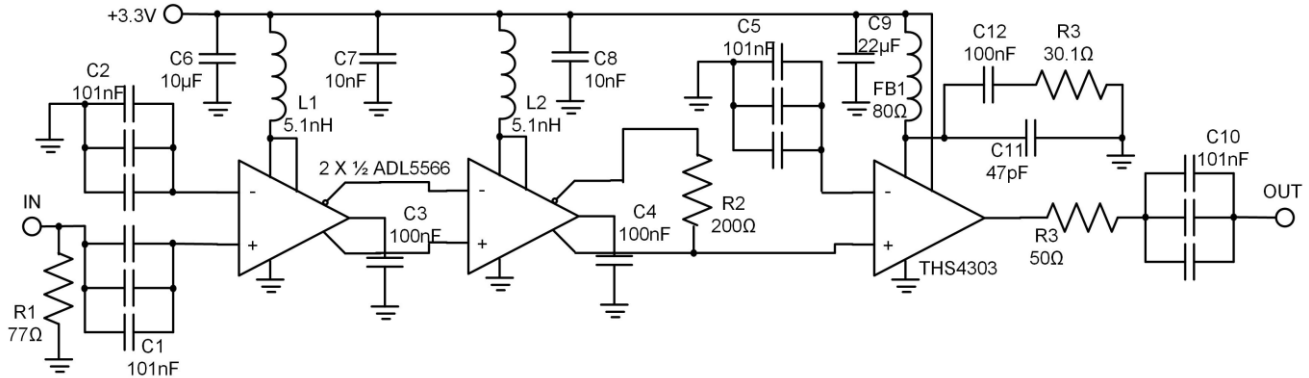 +3.3V
C2
101nF
C6
10µF
L1
5.1nH
C7
10nF
L2
5.1nH
C8
10nF
C5
101nF
C9
22µF
FB1
80Ω
C12
100nF
R3
30.1Ω
C11
47pF
C10
101nF
OUT
IN
R1
77Ω
C1
101nF
-
+
2 X ½ ADL5566
C3
100nF
-
+
C4
100nF
R2
200Ω
-
+
THS4303
R3
50Ω